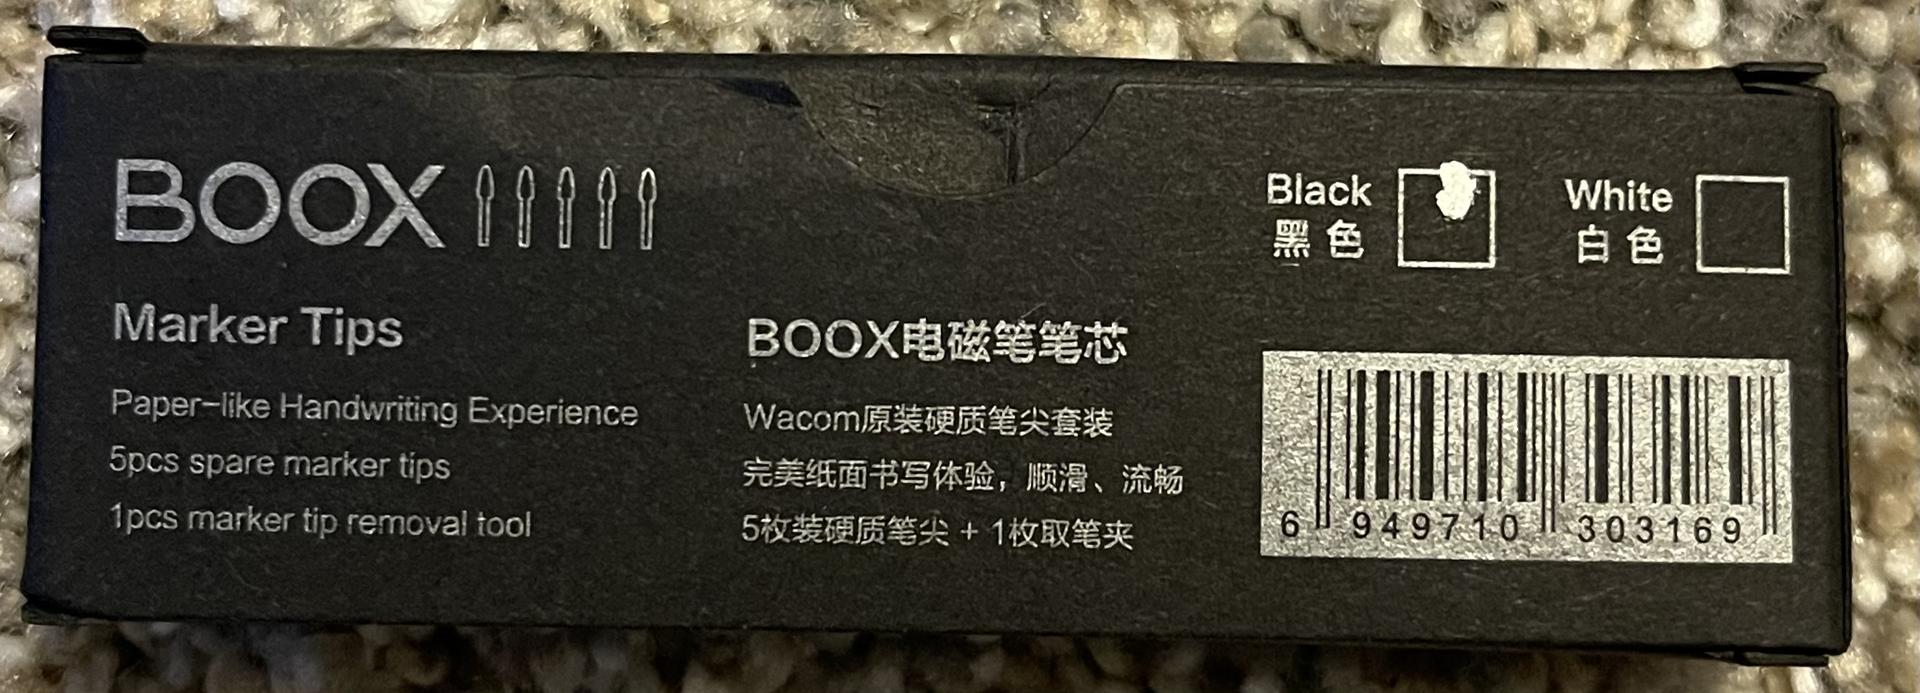 BOOX
Marker Tips
Paper-like Handwriting Experience
5pcs spare marker tips
1pcs marker tip removal tool
BOOX电磁笔笔芯
Wacom原装硬质笔尖套装
完美纸面书写体验，顺滑、流畅
5枚装硬质笔尖 + 1枚取笔夹
Black
黑色
White
白色
6 949710 303169